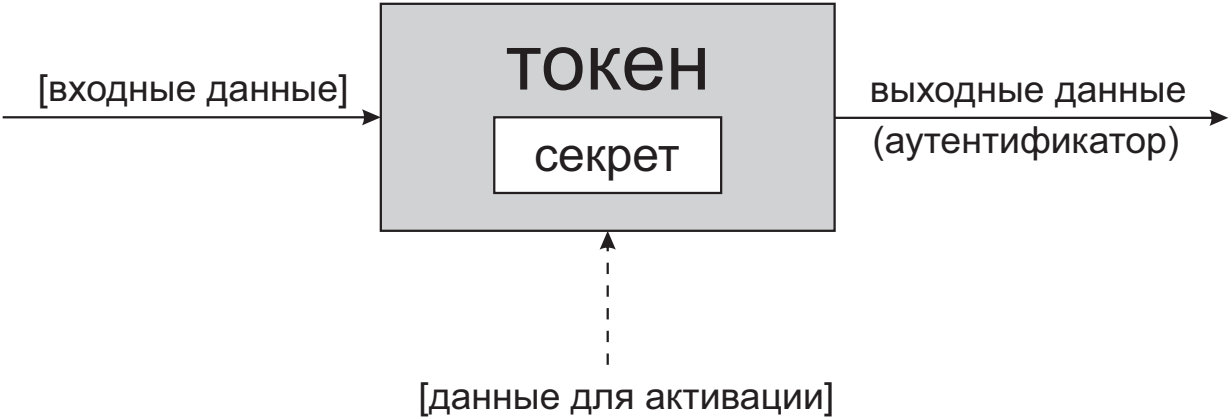 токен
[входные данные]
секрет
выходные данные
(аутентификатор)
[данные для активации]